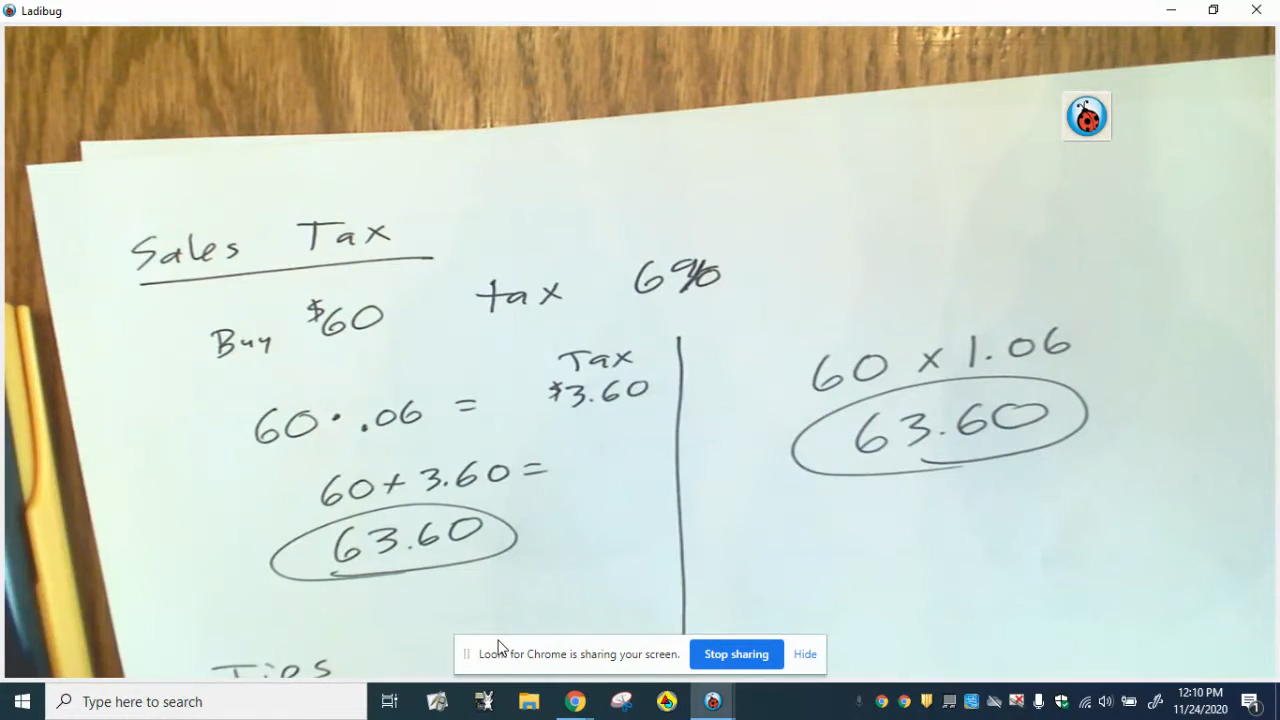 Ladibug
Sales Tax
Buy $60 tax 6%
60 · .06 = Tax $3.60
60 + 3.60 =
63.60
60 x 1.06
63.60
Tips
for Chrome is sharing your screen.
Stop sharing
Hide
Type here to search
12:10 PM
11/24/2020
1